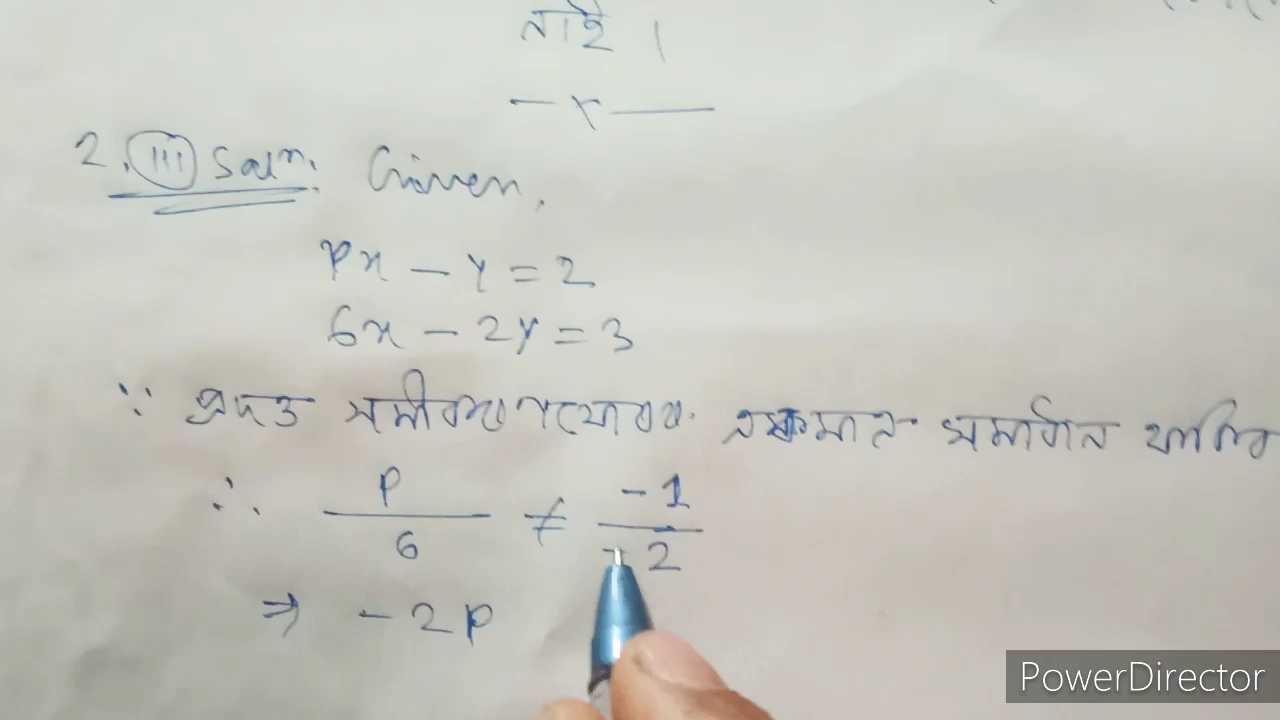 নাই ।
— x —
2. (iii) Soln. Given,
px - y = 2
6x - 2y = 3
∵ প্ৰদত্ত সমীকৰণযোৰৰ একমাত্ৰ সমাধান থাকিব
∴ p/6 ≠ -1/-2
⇒ -2p
PowerDirector